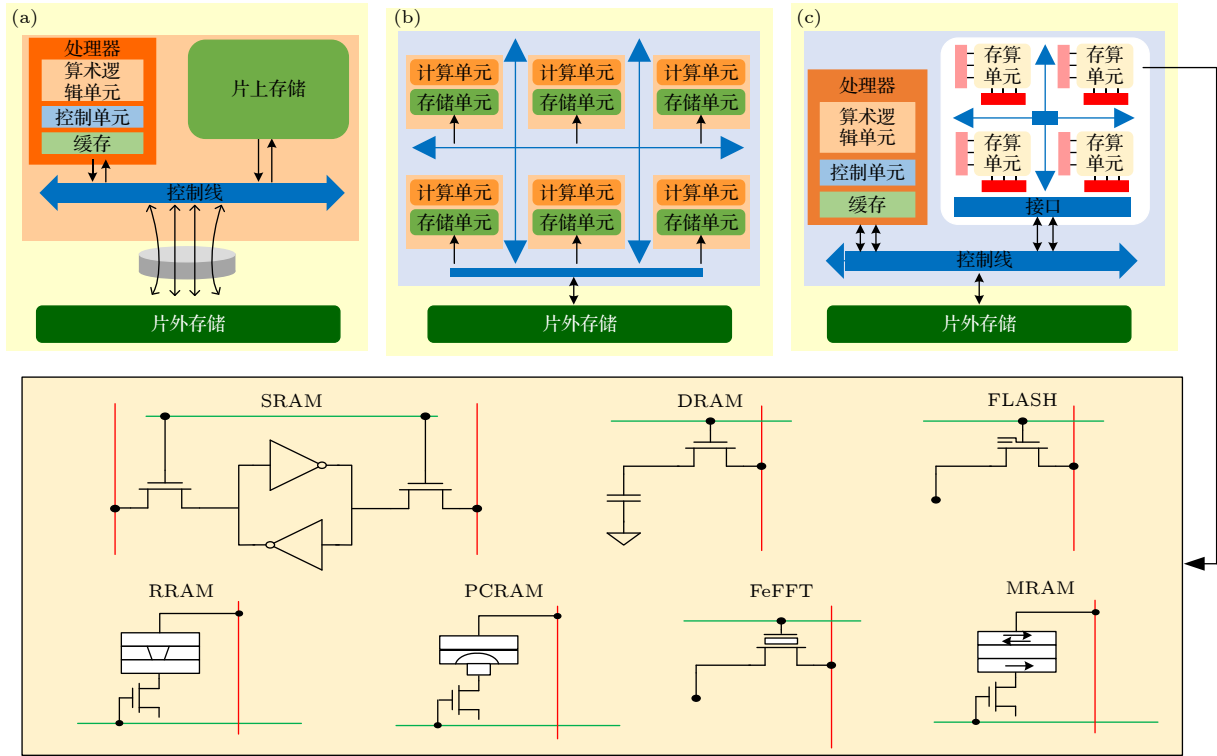 (a)
处理器
算术逻
辑单元
控制单元
缓存
片上存储
控制线
片外存储
(b)
计算单元
存储单元
计算单元
存储单元
计算单元
存储单元
计算单元
存储单元
计算单元
存储单元
计算单元
存储单元
片外存储
(c)
处理器
算术逻
辑单元
控制单元
缓存
存算
单元
存算
单元
存算
单元
存算
单元
接口
控制线
片外存储
SRAM
DRAM
FLASH
RRAM
PCRAM
FeFFT
MRAM